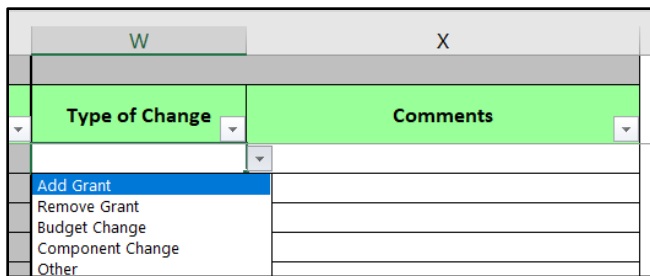 W X
Type of Change Comments
Add Grant
Remove Grant
Budget Change
Component Change
Other